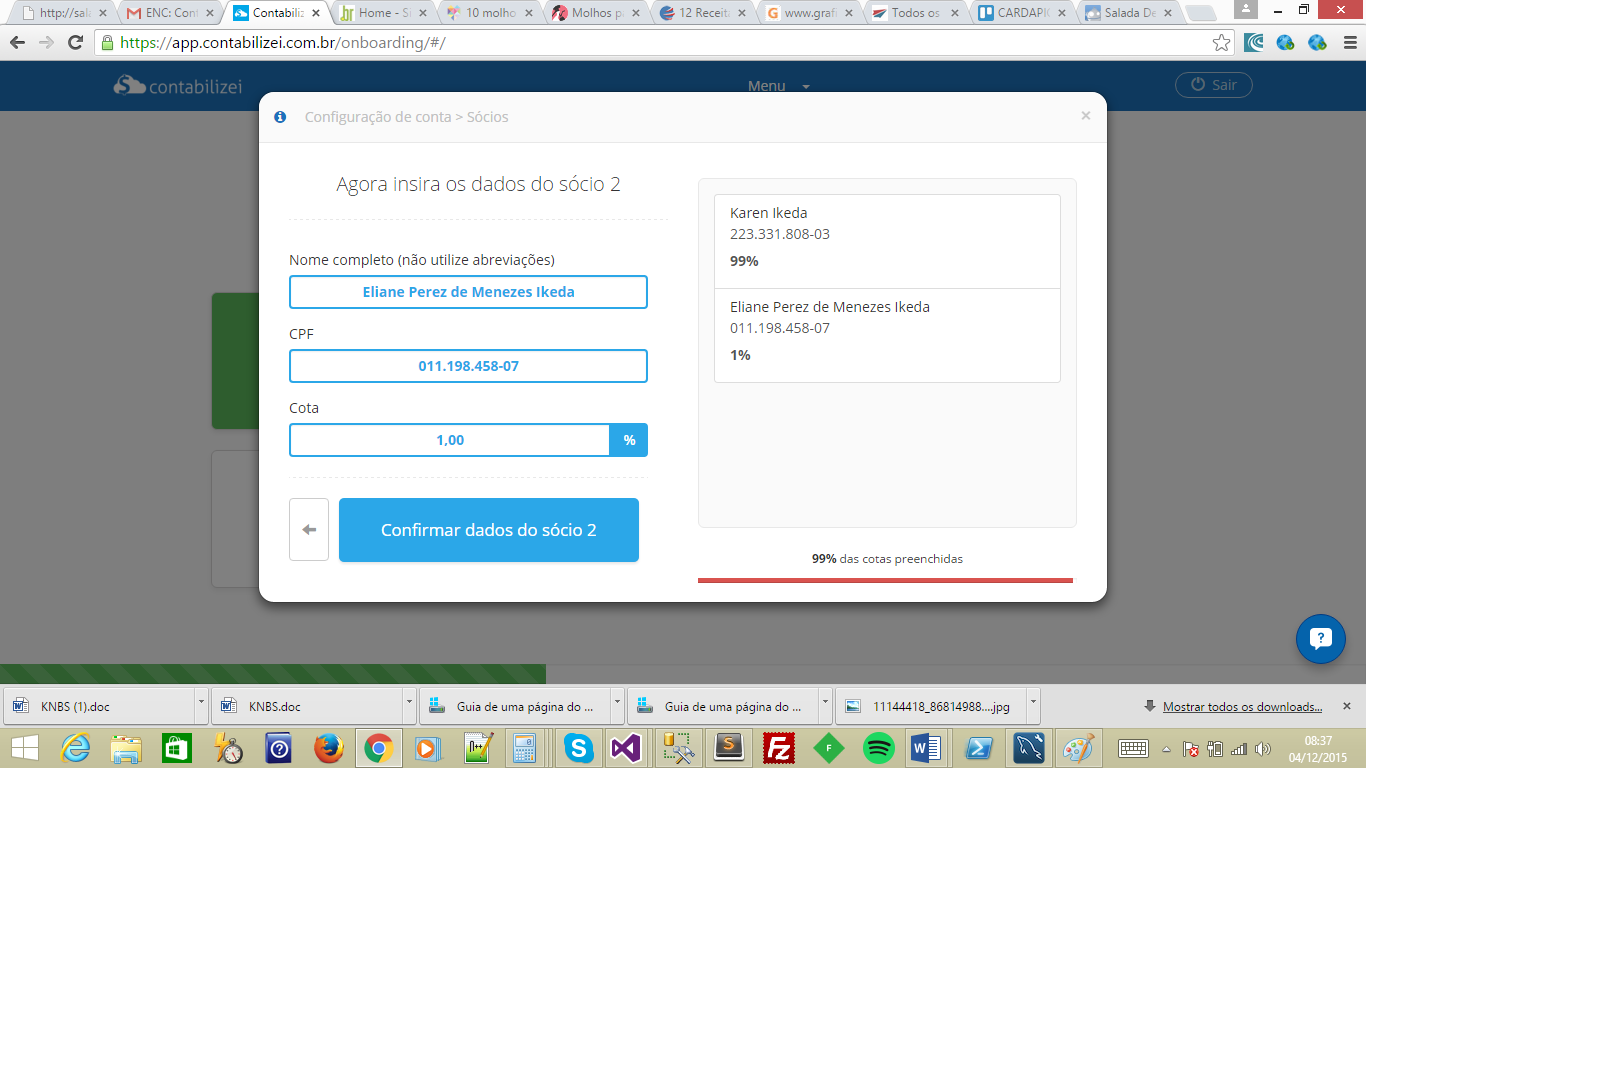 http://sal
ENC: Con
Contabiliz
Home - Si
10 molho
Molhos p
12 Receit
www.grafi
Todos os
CARDAPI
Salada De
https://app.contabilizei.com.br/onboarding/#/
contabilizei
Menu
Sair
Configuração de conta > Sócios
Agora insira os dados do sócio 2
Nome completo (não utilize abreviações)
Eliane Perez de Menezes Ikeda
CPF
011.198.458-07
Cota
1,00
%
Confirmar dados do sócio 2
Karen Ikeda
223.331.808-03
99%
Eliane Perez de Menezes Ikeda
011.198.458-07
1%
99% das cotas preenchidas
KNBS (1).doc
KNBS.doc
Guia de uma página do ...
Guia de uma página do ...
11144418_86814988....jpg
Mostrar todos os downloads...
08:37
04/12/2015